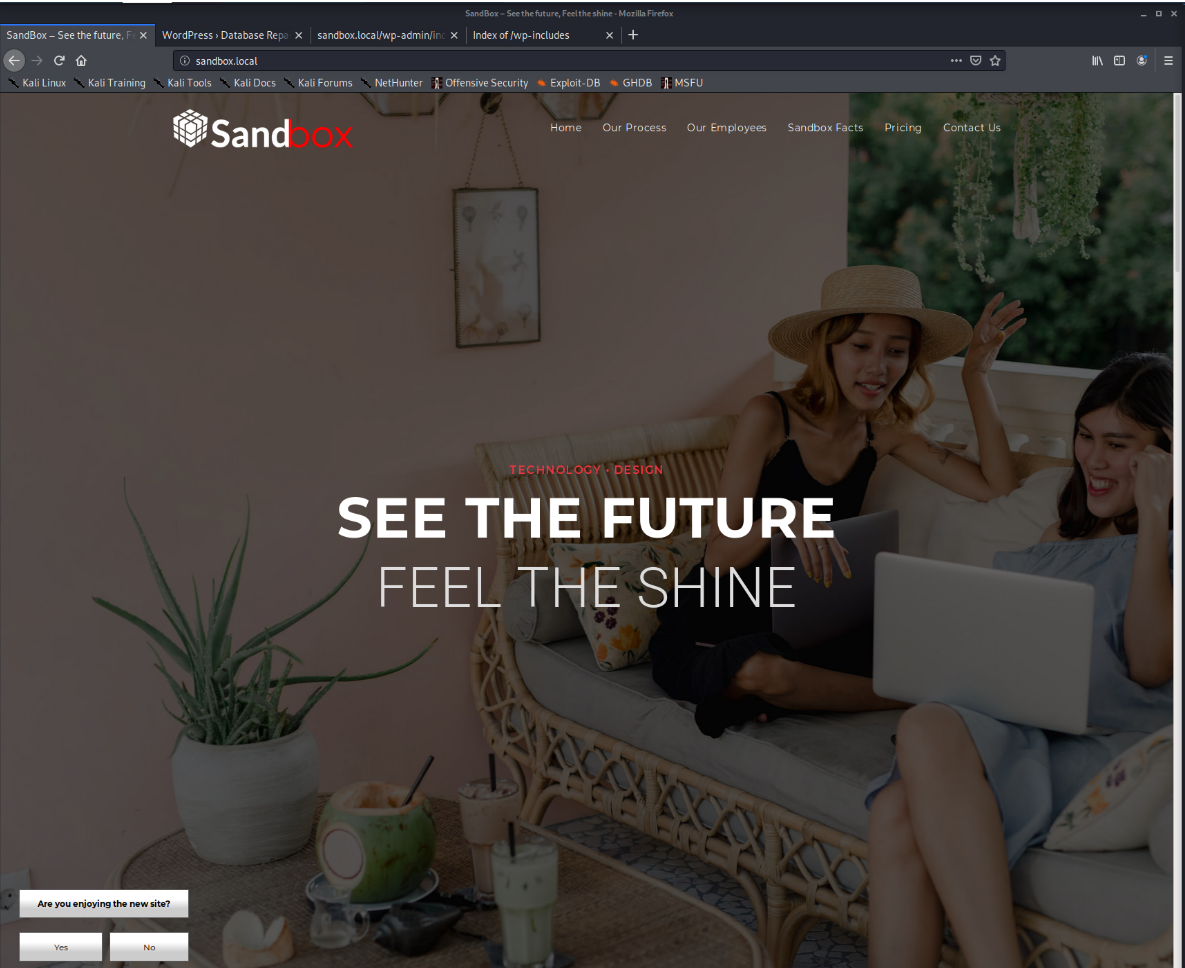 SandBox – See the future, Feel the shine - Mozilla Firefox
SandBox – See the future, F
WordPress › Database Repa
sandbox.local/wp-admin/inc
Index of /wp-includes
sandbox.local
Kali Linux
Kali Training
Kali Tools
Kali Docs
Kali Forums
NetHunter
Offensive Security
Exploit-DB
GHDB
MSFU
Sandbox
Home
Our Process
Our Employees
Sandbox Facts
Pricing
Contact Us
TECHNOLOGY • DESIGN
SEE THE FUTURE
FEEL THE SHINE
Are you enjoying the new site?
Yes
No